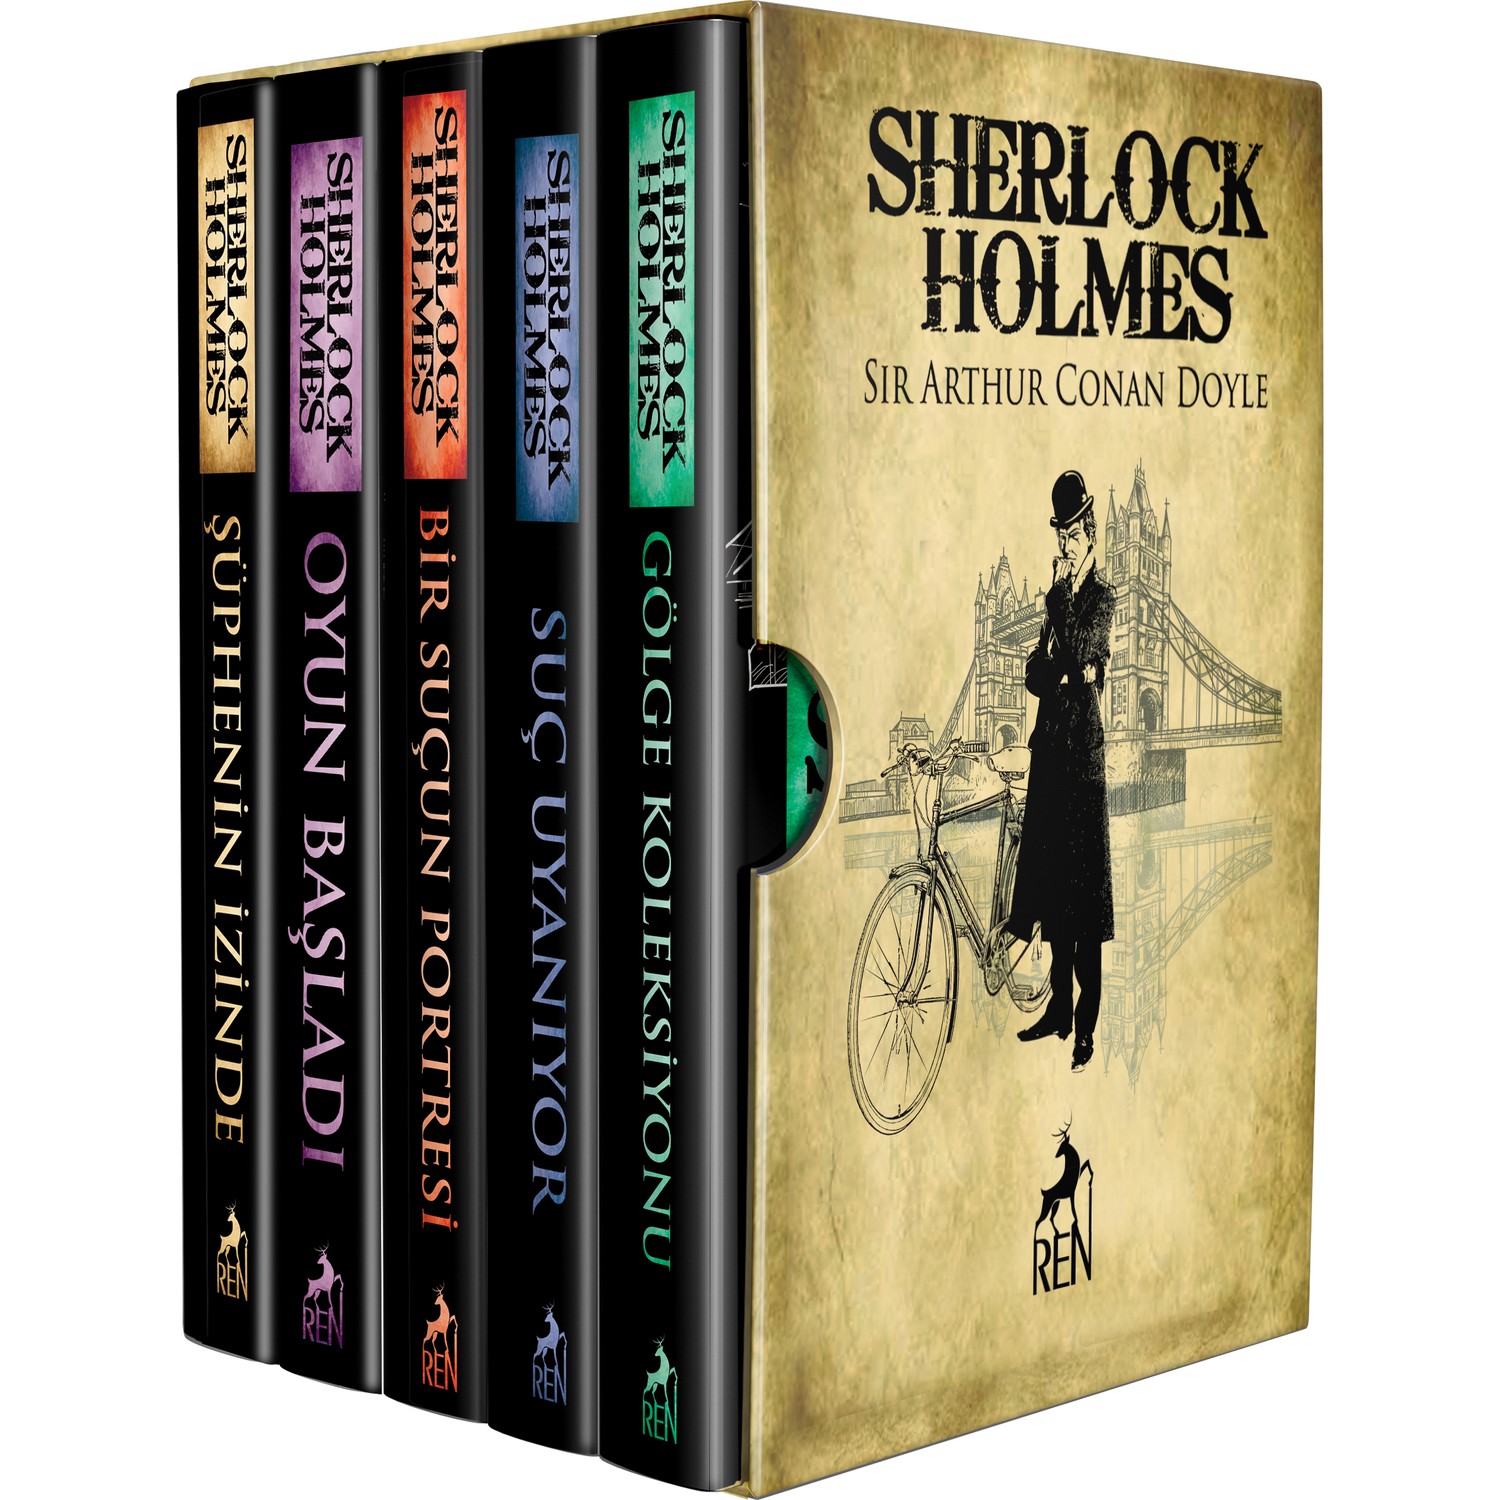 SHERLOCK
HOLMES
ŞÜPHENİN İZİNDE
REN
SHERLOCK
HOLMES
OYUN BAŞLADI
REN
SHERLOCK
HOLMES
BİR SUÇUN PORTRESİ
REN
SHERLOCK
HOLMES
SUÇ UYANIYOR
REN
SHERLOCK
HOLMES
GÖLGE KOLEKSİYONU
REN
SHERLOCK
HOLMES
SIR ARTHUR CONAN DOYLE
REN